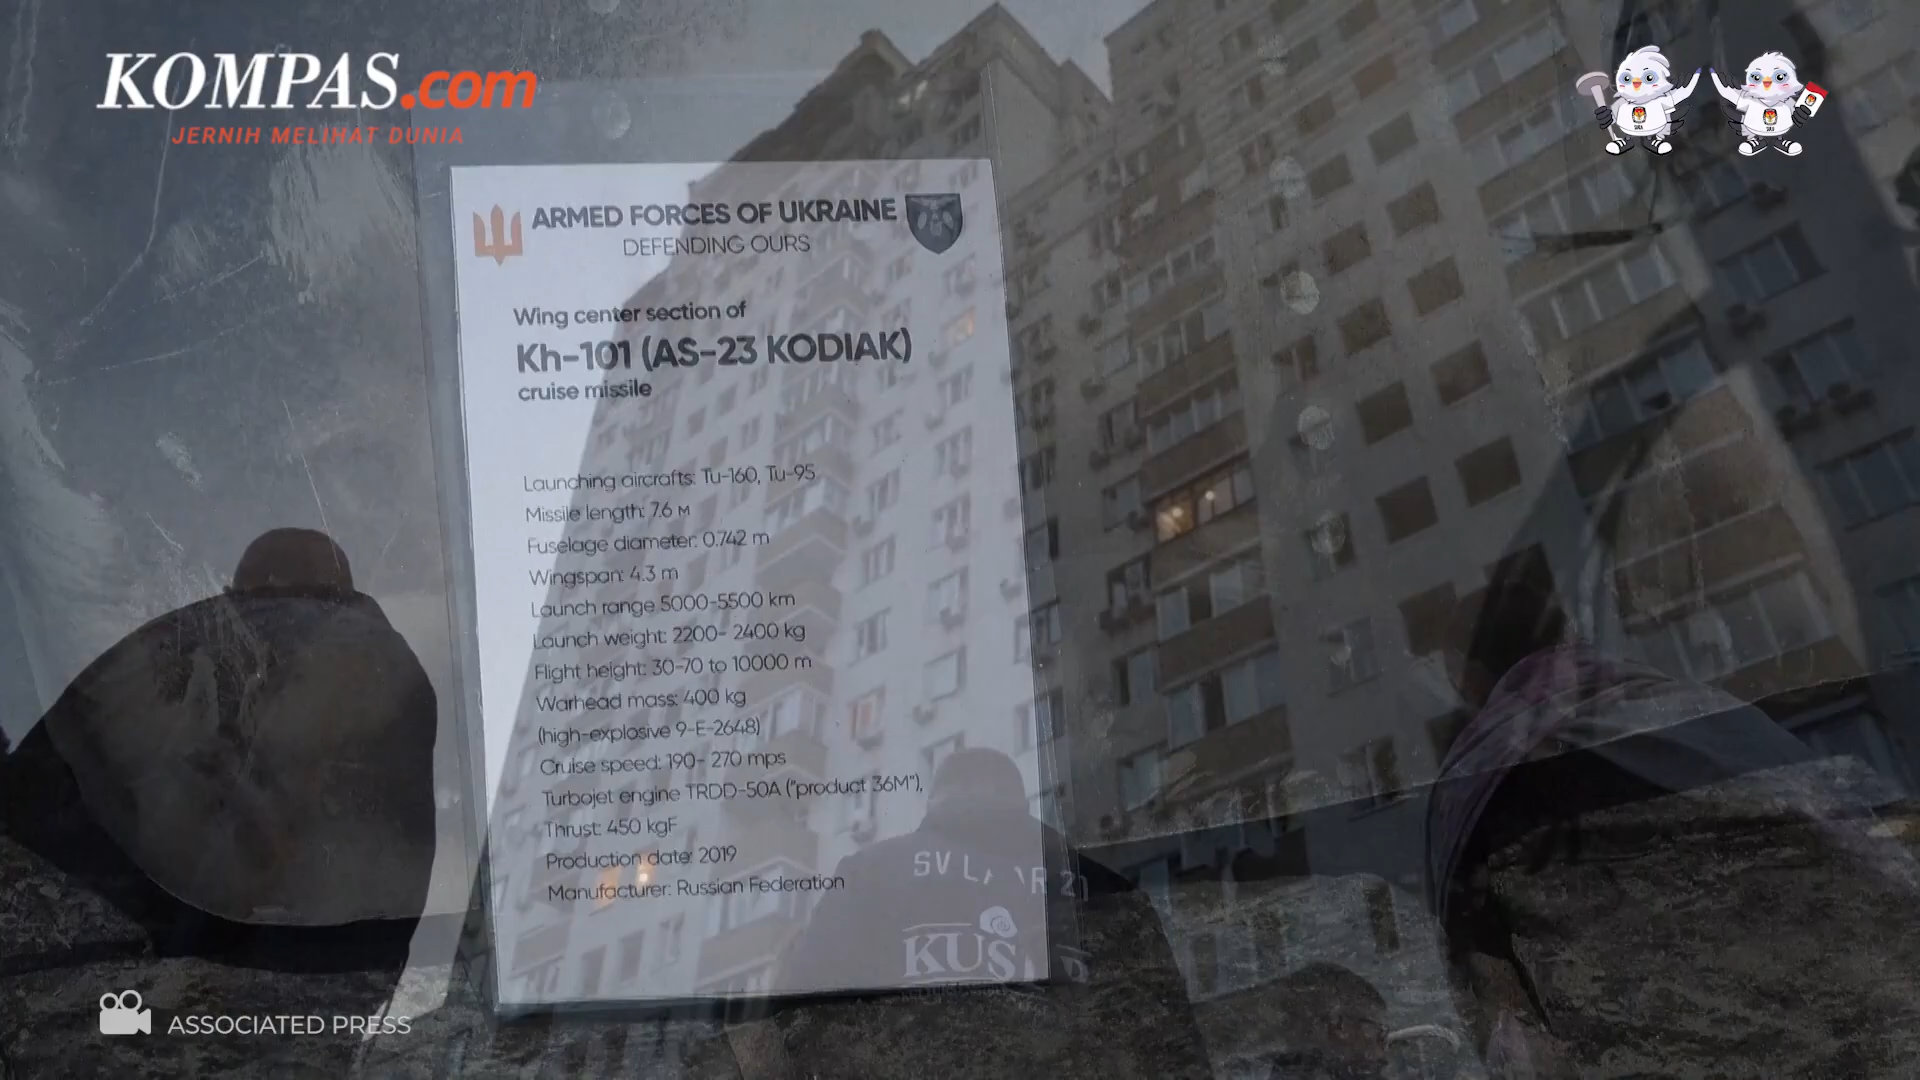 KOMPAS.com
JERNIH MELIHAT DUNIA
ARMED FORCES OF UKRAINE
DEFENDING OURS
Wing center section of
Kh-101 (AS-23 KODIAK)
cruise missile
Launching aircrafts: Tu-160, Tu-95
Missile length: 7.6 м
Fuselage diameter: 0.742 m
Wingspan: 4.3 m
Launch range 5000-5500 km
Launch weight: 2200- 2400 kg
Flight height: 30-70 to 10000 m
Warhead mass: 400 kg
(high-explosive 9-E-2648)
Cruise speed: 190- 270 mps
Turbojet engine TRDD-50A ("product 36M"),
Thrust: 450 kgF
Production date: 2019
Manufacturer: Russian Federation
SV
KUS
ASSOCIATED PRESS